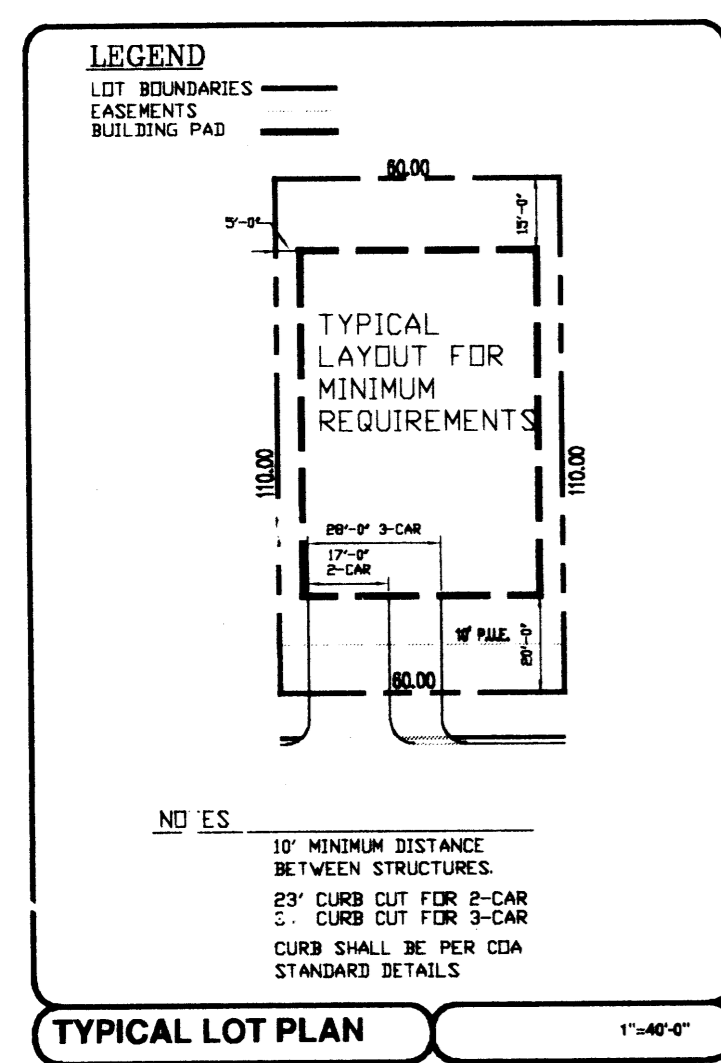 LEGEND
LOT BOUNDARIES
EASEMENTS
BUILDING PAD
60.00
15'-0"
5'-0"
TYPICAL
LAYOUT FOR
MINIMUM
REQUIREMENTS
110.00
110.00
28'-0" 3-CAR
17'-0"
2-CAR
10' P.U.E.
20'-0"
60.00
NOTES
10' MINIMUM DISTANCE
BETWEEN STRUCTURES.
23' CURB CUT FOR 2-CAR
CURB CUT FOR 3-CAR
CURB SHALL BE PER COA
STANDARD DETAILS
TYPICAL LOT PLAN
1"=40'-0"